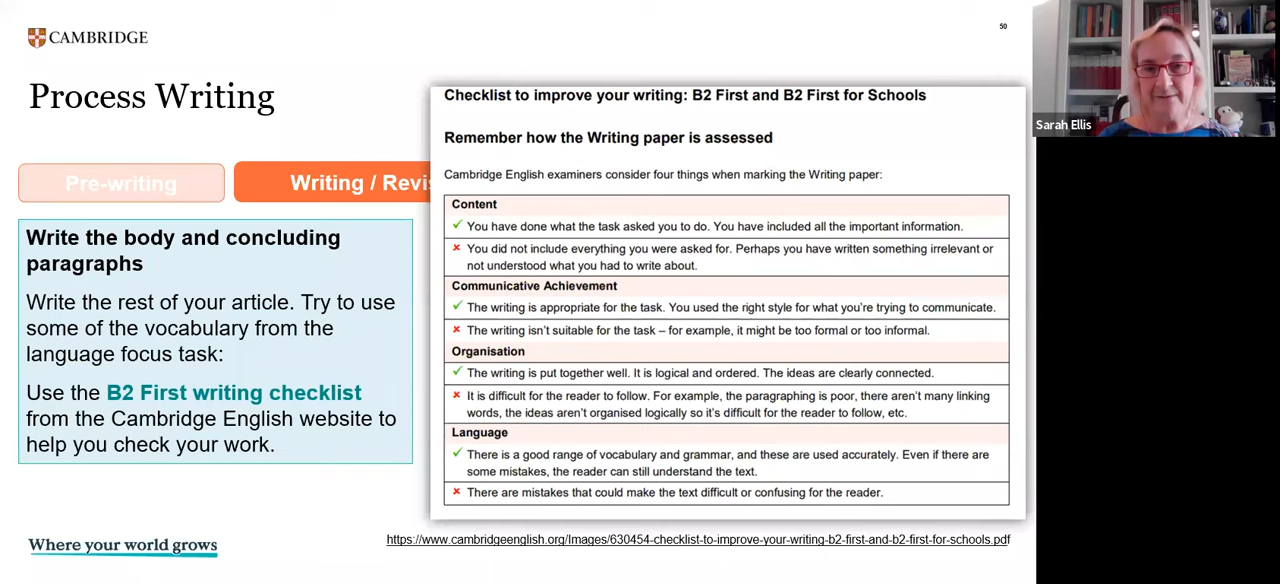 CAMBRIDGE
50
Process Writing
Sarah Ellis
Pre-writing
Writing / Revis
Write the body and concluding
paragraphs
Write the rest of your article. Try to use
some of the vocabulary from the
language focus task:
Use the B2 First writing checklist
from the Cambridge English website to
help you check your work.
Checklist to improve your writing: B2 First and B2 First for Schools
Remember how the Writing paper is assessed
Cambridge English examiners consider four things when marking the Writing paper:
Content
✓ You have done what the task asked you to do. You have included all the important information.
✗ You did not include everything you were asked for. Perhaps you have written something irrelevant or
not understood what you had to write about.
Communicative Achievement
✓ The writing is appropriate for the task. You used the right style for what you're trying to communicate.
✗ The writing isn't suitable for the task – for example, it might be too formal or too informal.
Organisation
✓ The writing is put together well. It is logical and ordered. The ideas are clearly connected.
✗ It is difficult for the reader to follow. For example, the paragraphing is poor, there aren't many linking
words, the ideas aren't organised logically so it's difficult for the reader to follow, etc.
Language
✓ There is a good range of vocabulary and grammar, and these are used accurately. Even if there are
some mistakes, the reader can still understand the text.
✗ There are mistakes that could make the text difficult or confusing for the reader.
Where your world grows
https://www.cambridgeenglish.org/Images/630454-checklist-to-improve-your-writing-b2-first-and-b2-first-for-schools.pdf